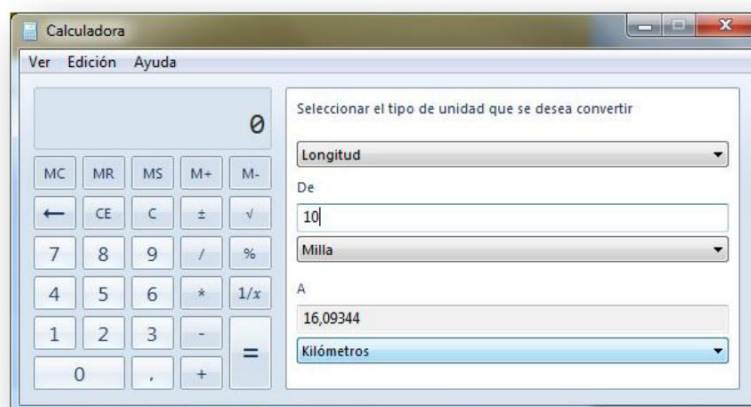 Calculadora
Ver Edición Ayuda
0
MC MR MS M+ M-
← CE C ± √
7 8 9 / %
4 5 6 * 1/x
1 2 3 - =
0 , +
Seleccionar el tipo de unidad que se desea convertir
Longitud
De
10
Milla
A
16,09344
Kilómetros